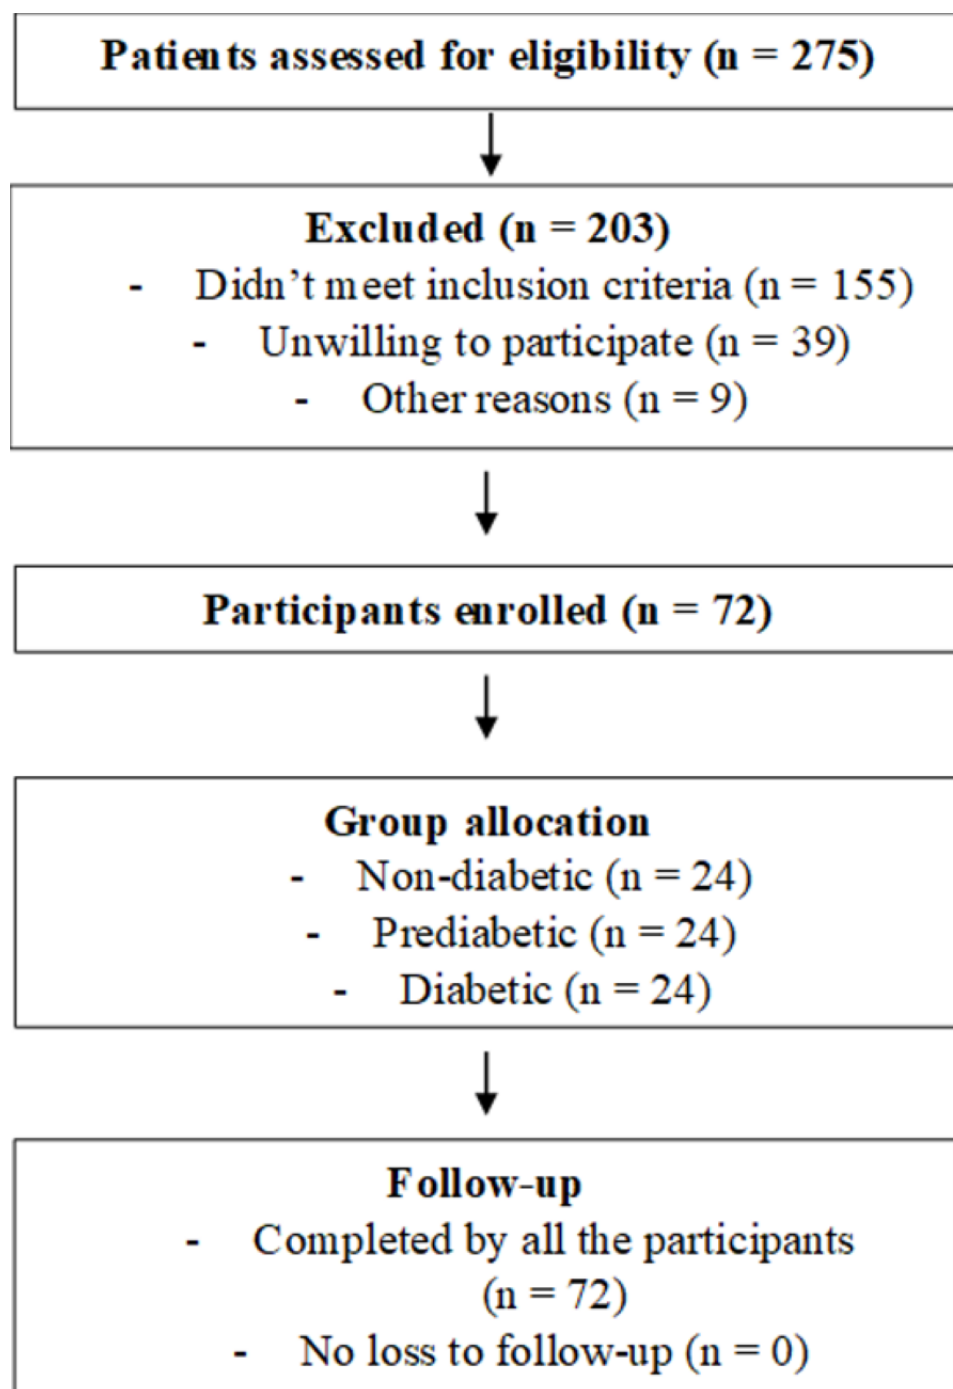 Patients assessed for eligibility (n = 275)
Excluded (n = 203)
- Didn’t meet inclusion criteria (n = 155)
- Unwilling to participate (n = 39)
- Other reasons (n = 9)
Participants enrolled (n = 72)
Group allocation
- Non-diabetic (n = 24)
- Prediabetic (n = 24)
- Diabetic (n = 24)
Follow-up
- Completed by all the participants
(n = 72)
- No loss to follow-up (n = 0)